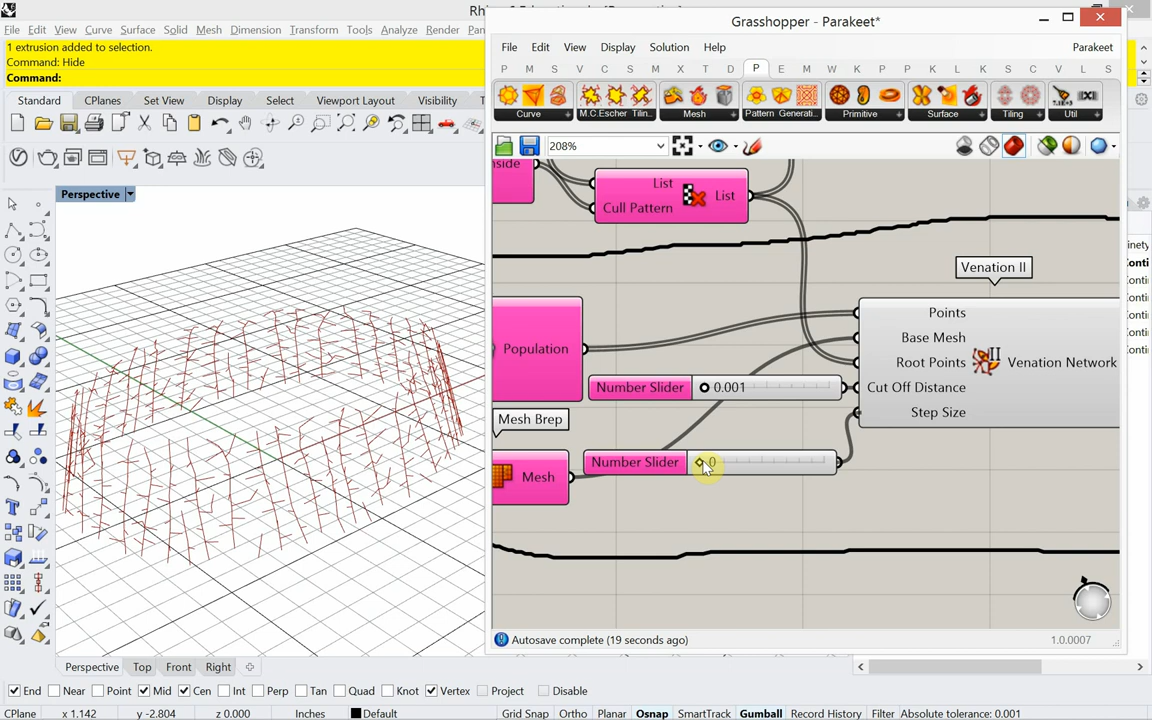 Grasshopper - Parakeet*
File Edit View Curve Surface Solid Mesh Dimension Transform Tools Analyze Render
1 extrusion added to selection.
Command: Hide
Command:
File Edit View Display Solution Help Parakeet
P M S V C S M X T D P E M W K P P K L K S C V L S
Curve M.C.Escher Tilin... Mesh Pattern Generati... Primitive Surface Tiling Util
Standard CPlanes Set View Display Select Viewport Layout Visibility
208%
Perspective
List
Cull Pattern
List
Venation II
Population
Points
Base Mesh
Root Points
Cut Off Distance
Step Size
Venation Network
Number Slider 0.001
Mesh Brep
Number Slider 0
Mesh
Autosave complete (19 seconds ago) 1.0.0007
Perspective Top Front Right
End Near Point Mid Cen Int Perp Tan Quad Knot Vertex Project Disable
CPlane x 1.142 y -2.804 z 0.000 Inches Default Grid Snap Ortho Planar Osnap SmartTrack Gumball Record History Filter Absolute tolerance: 0.001